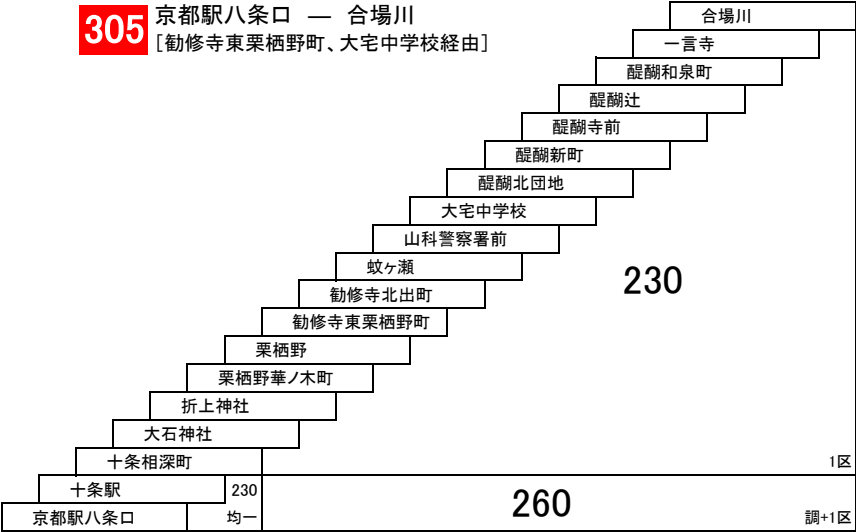 305 京都駅八条口 ― 合場川
[勧修寺東栗栖野町、大宅中学校経由]
合場川
一言寺
醍醐和泉町
醍醐辻
醍醐寺前
醍醐新町
醍醐北団地
大宅中学校
山科警察署前
蚊ヶ瀬
230
勧修寺北出町
勧修寺東栗栖野町
栗栖野
栗栖野華ノ木町
折上神社
大石神社
十条相深町
1区
十条駅
230
260
京都駅八条口
均一
調+1区